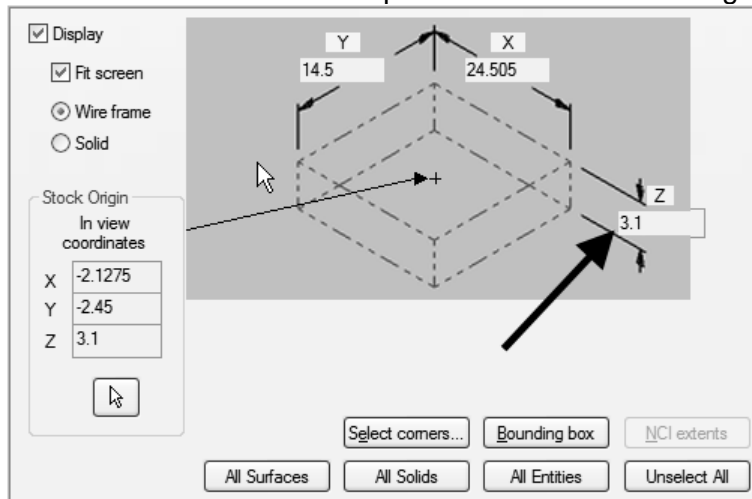 Display
Fit screen
Wire frame
Solid
Y
14.5
X
24.505
Z
3.1
Stock Origin
In view
coordinates
X -2.1275
Y -2.45
Z 3.1
Select corners... Bounding box NCI extents
All Surfaces All Solids All Entities Unselect All